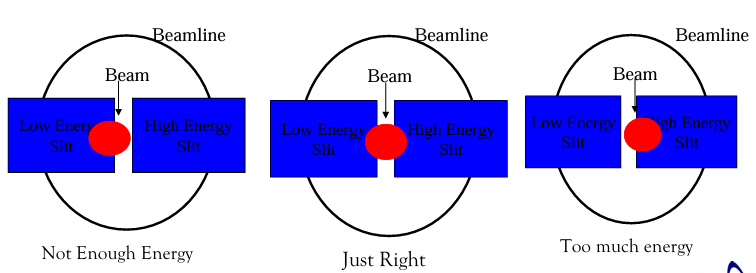 Beamline
Beam
Low Energy
Slit
High Energy
Slit
Not Enough Energy
Beamline
Beam
Low Energy
Slit
High Energy
Slit
Just Right
Beamline
Beam
Low Energy
Slit
High Energy
Slit
Too much energy